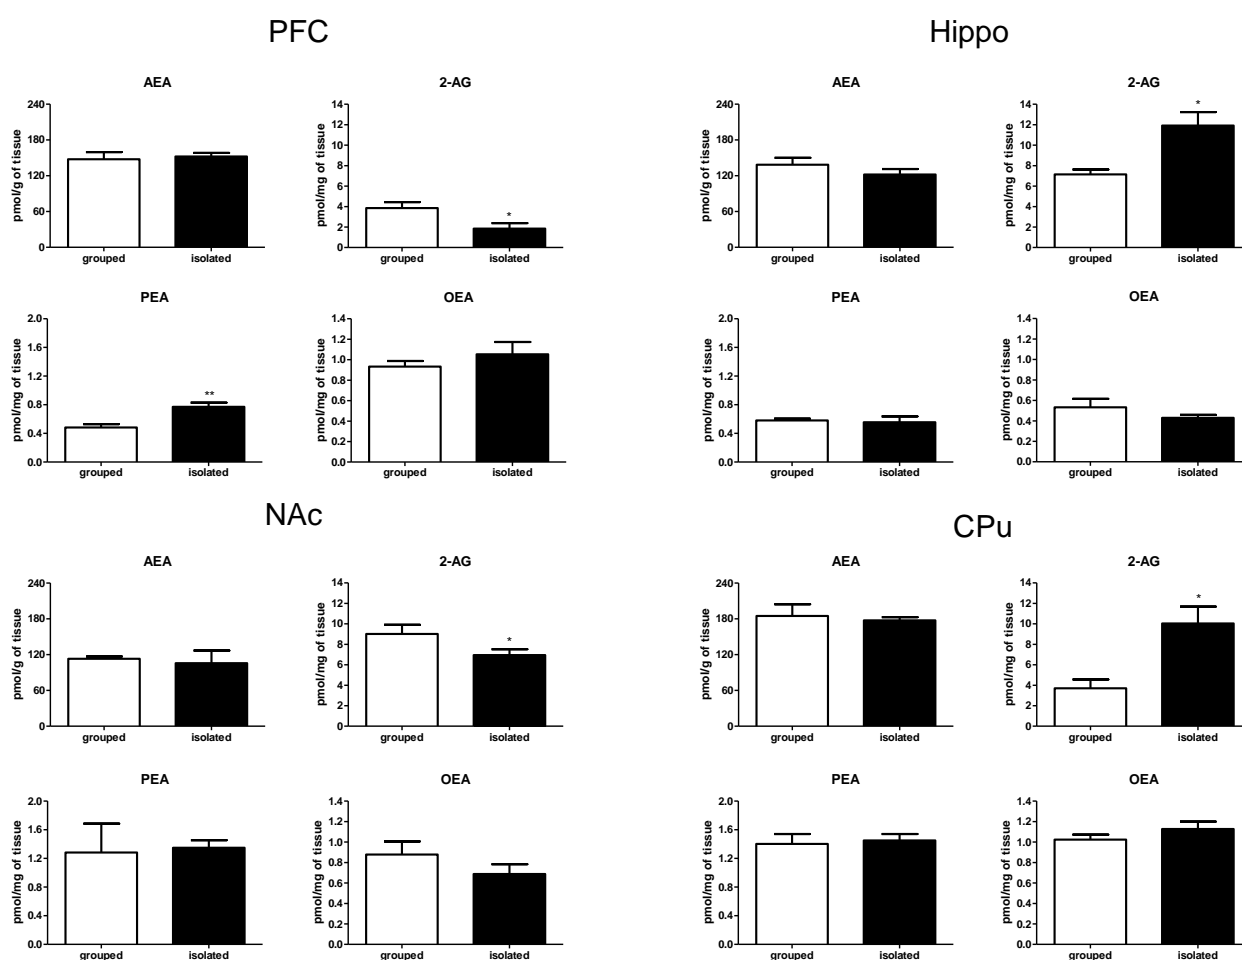 PFC
AEA
pmol/g of tissue
240
180
120
60
0
grouped isolated
2-AG
pmol/mg of tissue
14
12
10
8
6
4
2
0
*
grouped isolated
PEA
pmol/mg of tissue
2.0
1.6
1.2
0.8
0.4
0.0
**
grouped isolated
OEA
pmol/mg of tissue
1.4
1.2
1.0
0.8
0.6
0.4
0.2
0.0
grouped isolated
Hippo
AEA
pmol/g of tissue
240
180
120
60
0
grouped isolated
2-AG
pmol/mg of tissue
14
12
10
8
6
4
2
0
*
grouped isolated
PEA
pmol/mg of tissue
2.0
1.6
1.2
0.8
0.4
0.0
grouped isolated
OEA
pmol/mg of tissue
1.4
1.2
1.0
0.8
0.6
0.4
0.2
0.0
grouped isolated
NAc
AEA
pmol/g of tissue
240
180
120
60
0
grouped isolated
2-AG
pmol/mg of tissue
14
12
10
8
6
4
2
0
*
grouped isolated
PEA
pmol/mg of tissue
2.0
1.6
1.2
0.8
0.4
0.0
grouped isolated
OEA
pmol/mg of tissue
1.4
1.2
1.0
0.8
0.6
0.4
0.2
0.0
grouped isolated
CPu
AEA
pmol/g of tissue
240
180
120
60
0
grouped isolated
2-AG
pmol/mg of tissue
14
12
10
8
6
4
2
0
*
grouped isolated
PEA
pmol/mg of tissue
2.0
1.6
1.2
0.8
0.4
0.0
grouped isolated
OEA
pmol/mg of tissue
1.4
1.2
1.0
0.8
0.6
0.4
0.2
0.0
grouped isolated